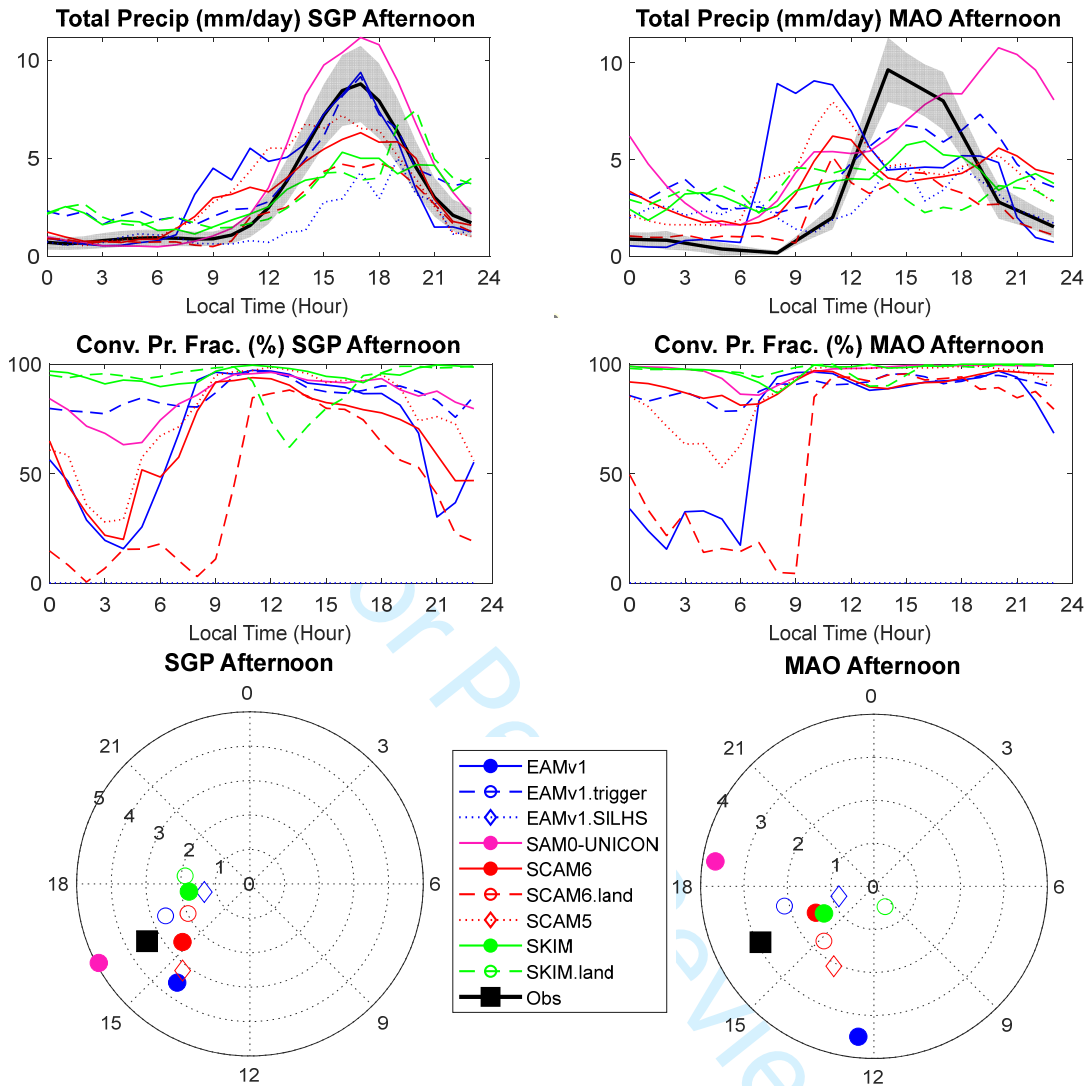 Total Precip (mm/day) SGP Afternoon
10
5
0
0 3 6 9 12 15 18 21 24
Local Time (Hour)
Total Precip (mm/day) MAO Afternoon
10
5
0
0 3 6 9 12 15 18 21 24
Local Time (Hour)
Conv. Pr. Frac. (%) SGP Afternoon
100
50
0
0 3 6 9 12 15 18 21 24
Local Time (Hour)
Conv. Pr. Frac. (%) MAO Afternoon
100
50
0
0 3 6 9 12 15 18 21 24
Local Time (Hour)
SGP Afternoon
0
21 3
5
4
3
2
1
18 0 6
15 9
12
EAMv1
EAMv1.trigger
EAMv1.SILHS
SAM0-UNICON
SCAM6
SCAM6.land
SCAM5
SKIM
SKIM.land
Obs
MAO Afternoon
0
21 3
4
3
2
1
18 0 6
15 9
12
or Pe
eview